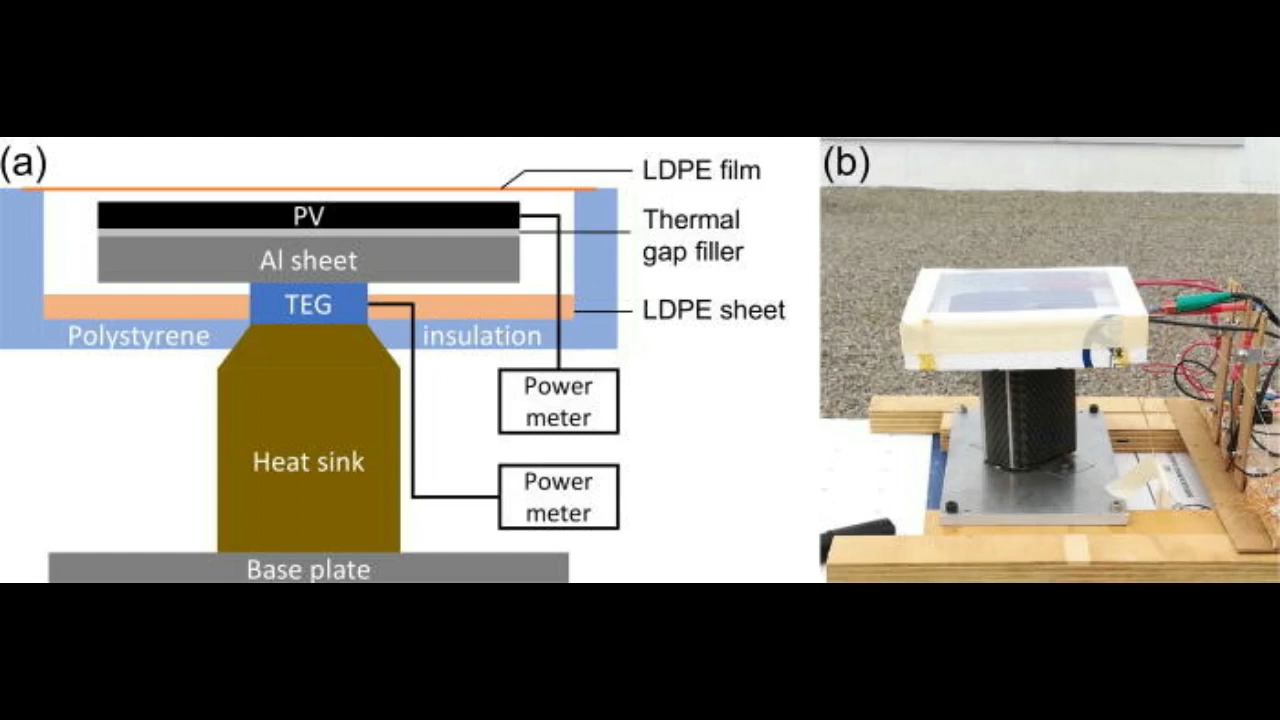 (a)
LDPE film
PV
Thermal
gap filler
Al sheet
TEG
LDPE sheet
Polystyrene insulation
Power
meter
Heat sink
Power
meter
Base plate
(b)